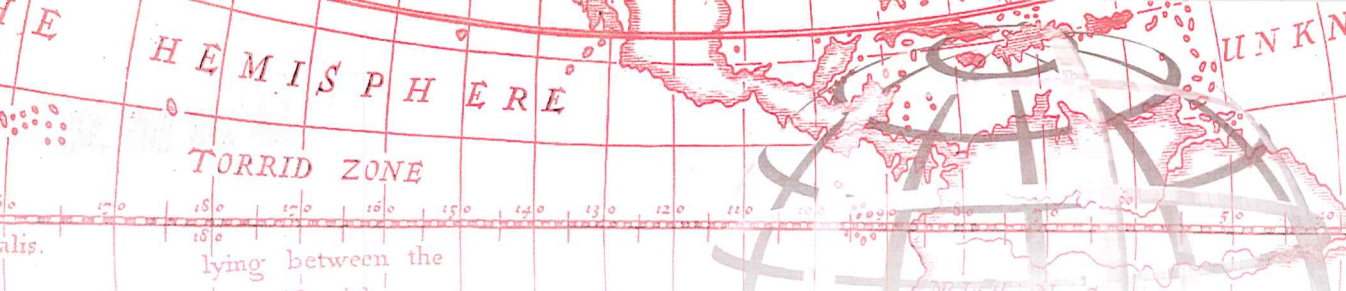 HE
HEMISPHERE
UNKN
TORRID ZONE
170 180 170 160 150 140 130 120 110 50
180
alis.
lying between the